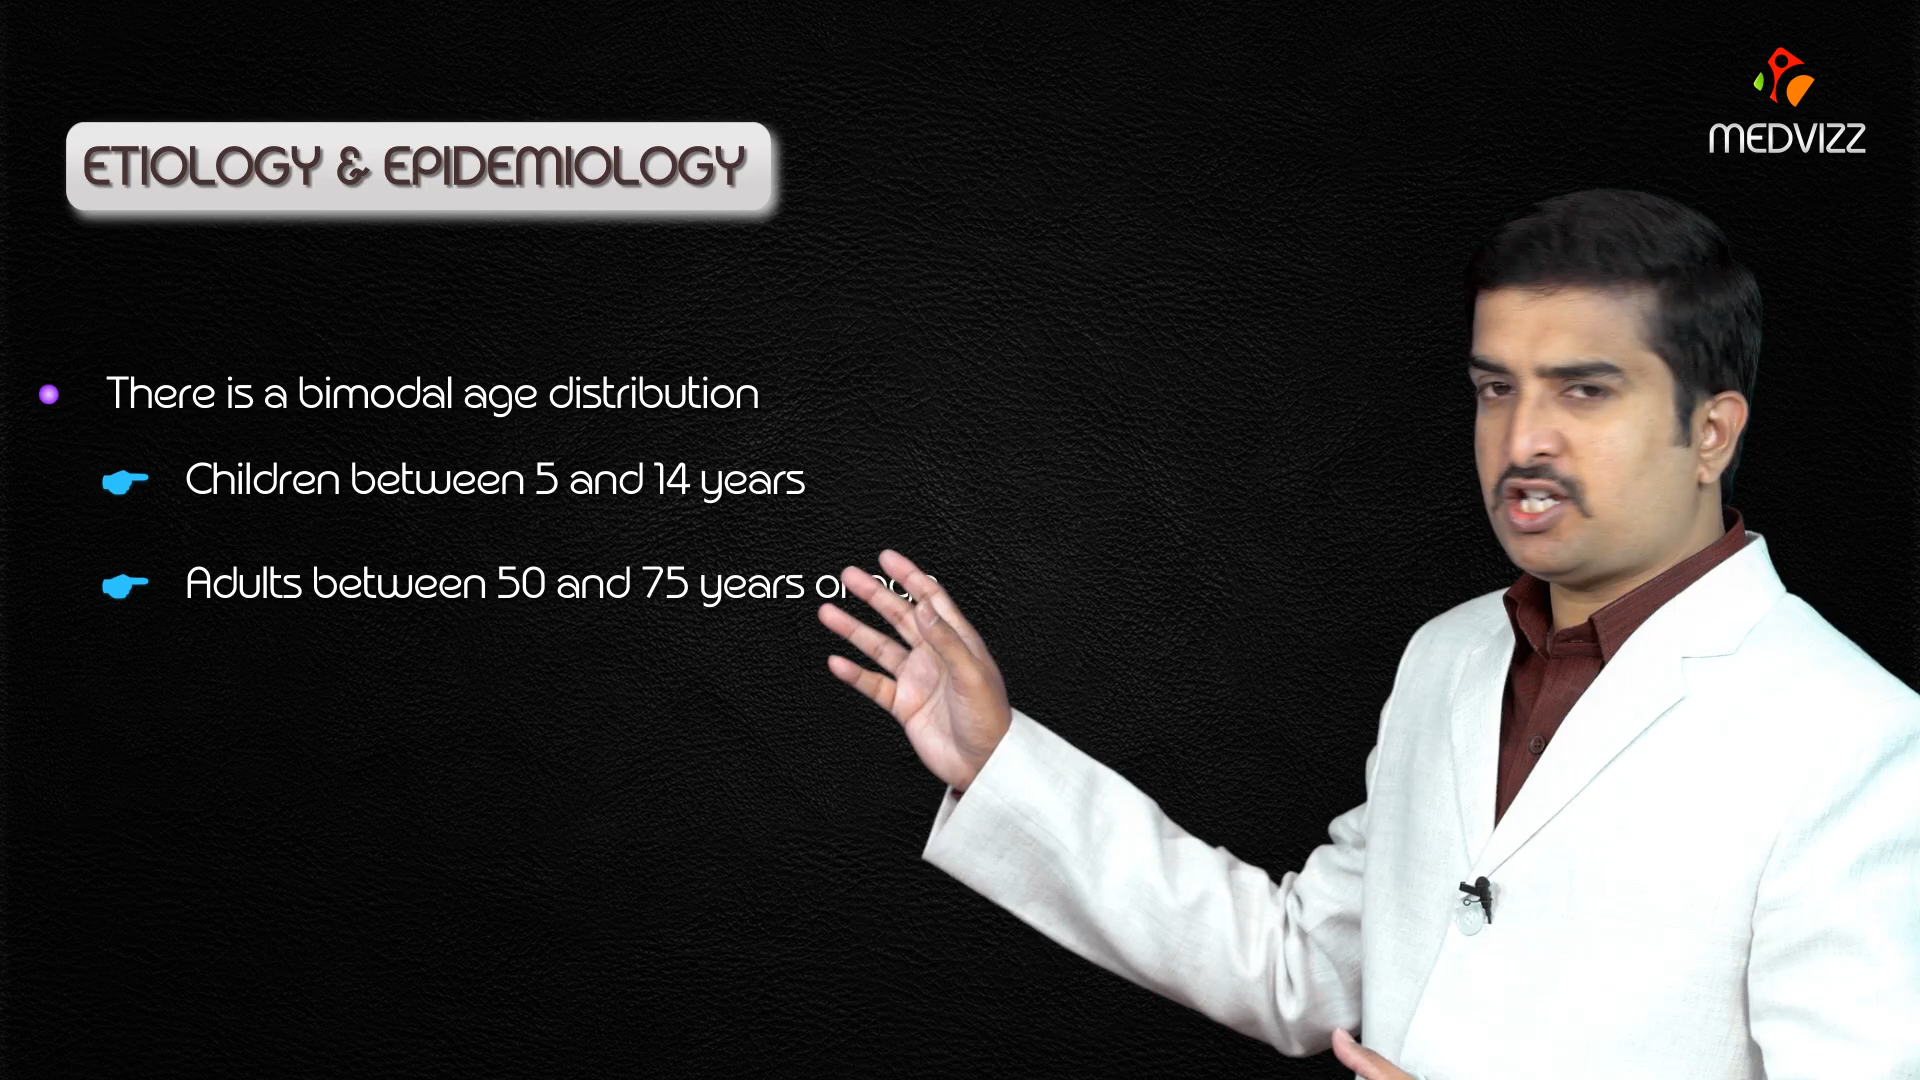 MEDVIZZ
ETIOLOGY & EPIDEMIOLOGY
There is a bimodal age distribution
Children between 5 and 14 years
Adults between 50 and 75 years